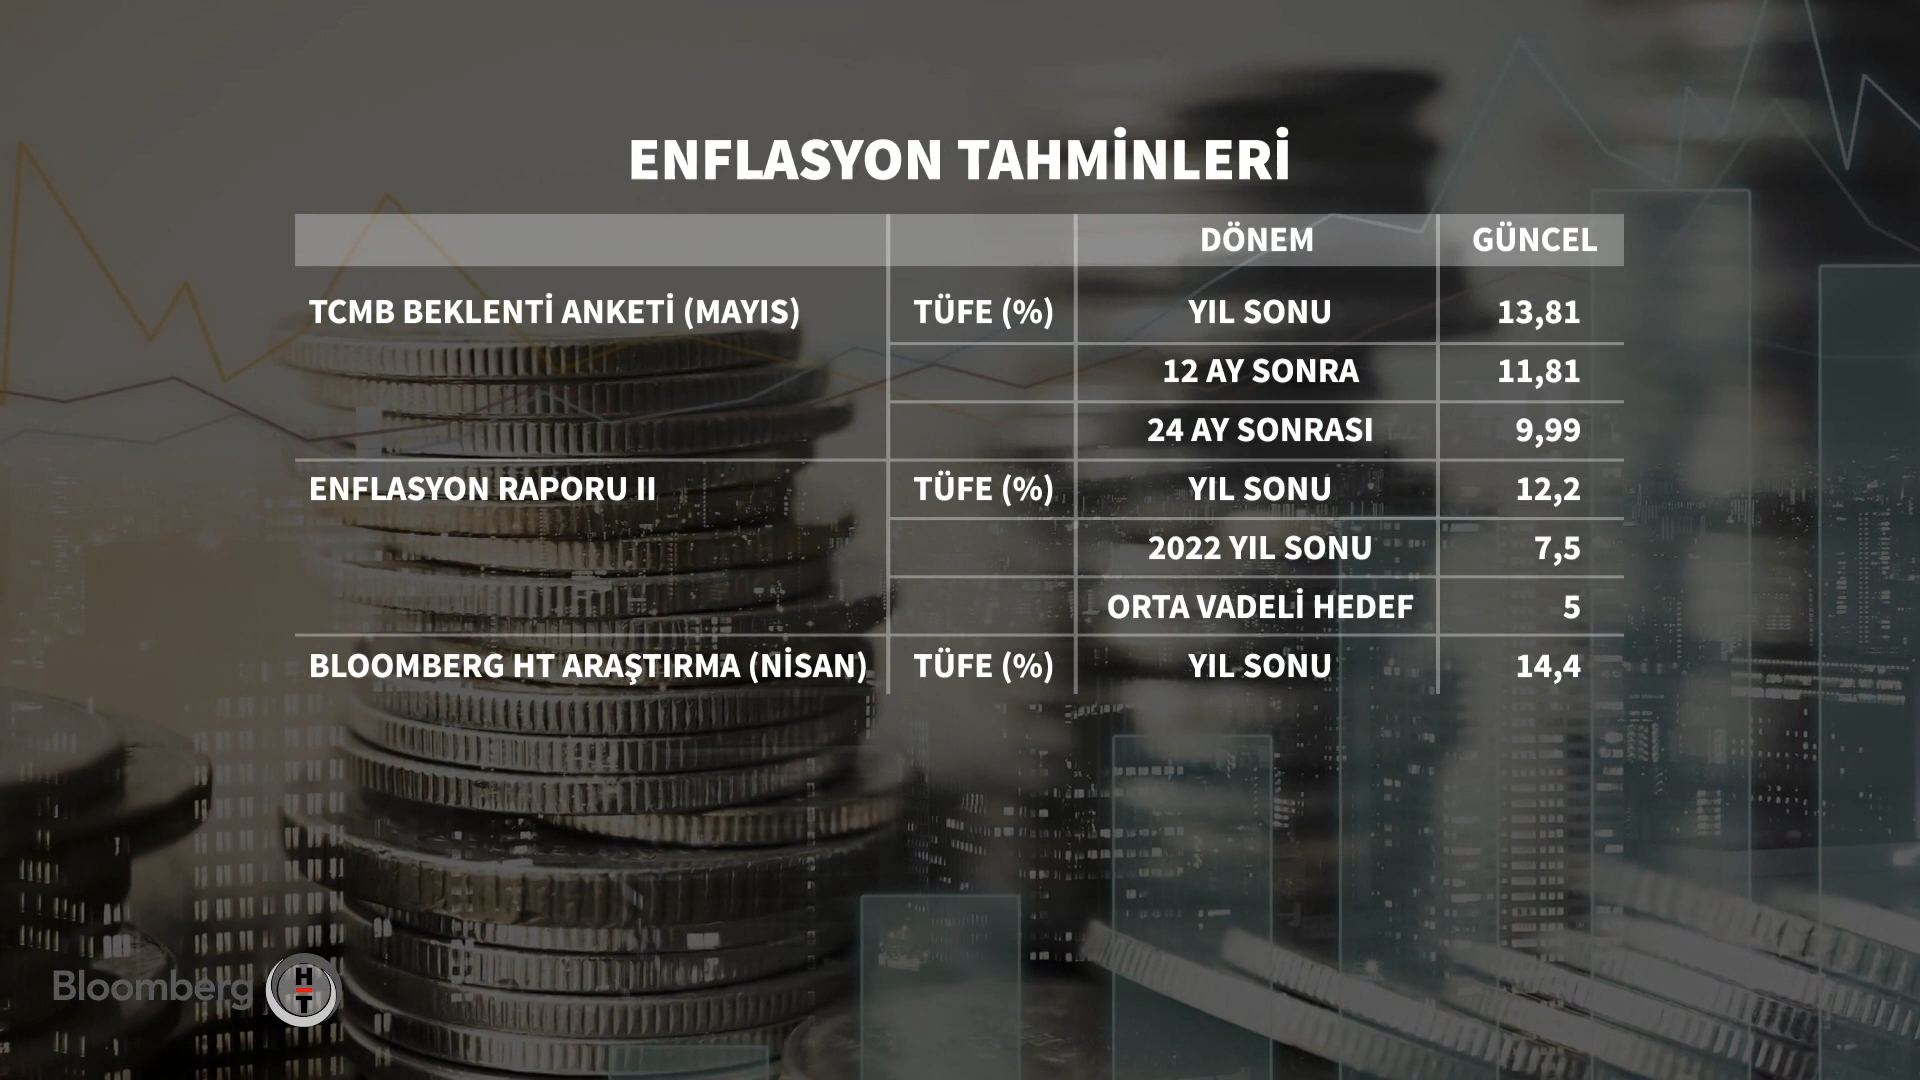 ENFLASYON TAHMİNLERİ
DÖNEM GÜNCEL
TCMB BEKLENTİ ANKETİ (MAYIS) TÜFE (%) YIL SONU 13,81
12 AY SONRA 11,81
24 AY SONRASI 9,99
ENFLASYON RAPORU II TÜFE (%) YIL SONU 12,2
2022 YIL SONU 7,5
ORTA VADELİ HEDEF 5
BLOOMBERG HT ARAŞTIRMA (NİSAN) TÜFE (%) YIL SONU 14,4
Bloomberg HT